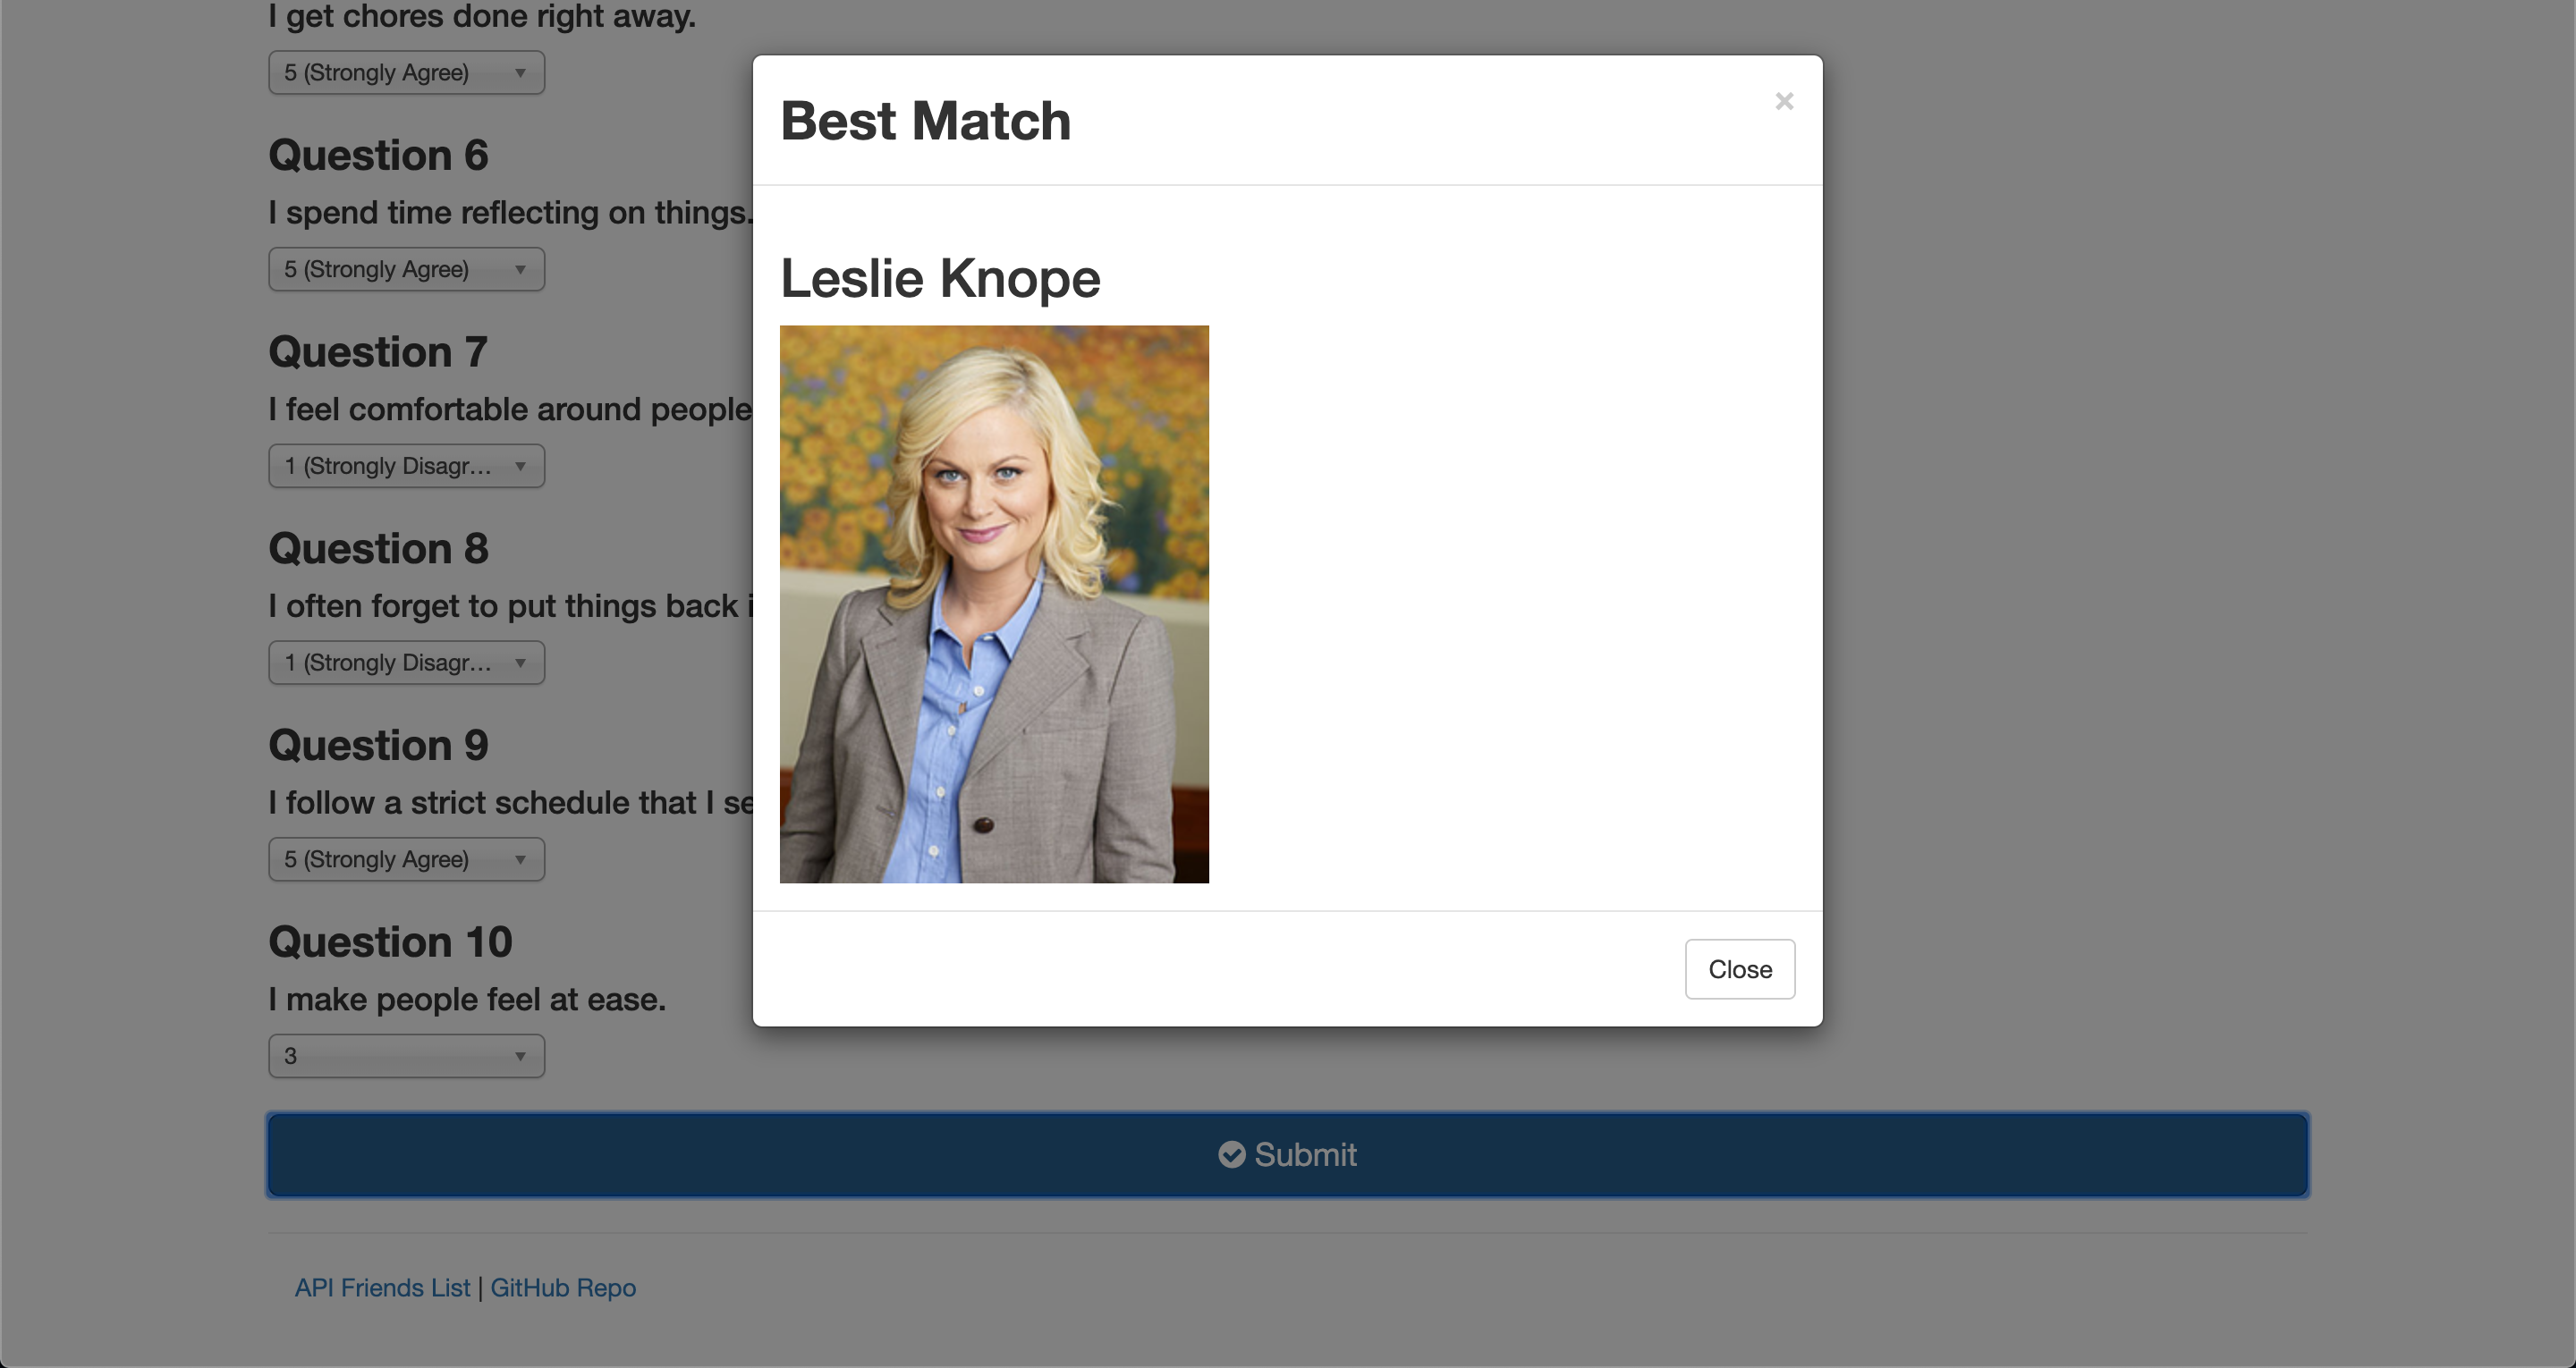 I get chores done right away.
5 (Strongly Agree)
Question 6
I spend time reflecting on things.
5 (Strongly Agree)
Question 7
I feel comfortable around people
1 (Strongly Disagr...
Question 8
I often forget to put things back i
1 (Strongly Disagr...
Question 9
I follow a strict schedule that I se
5 (Strongly Agree)
Question 10
I make people feel at ease.
3
Submit
API Friends List | GitHub Repo
Best Match
×
Leslie Knope
Close